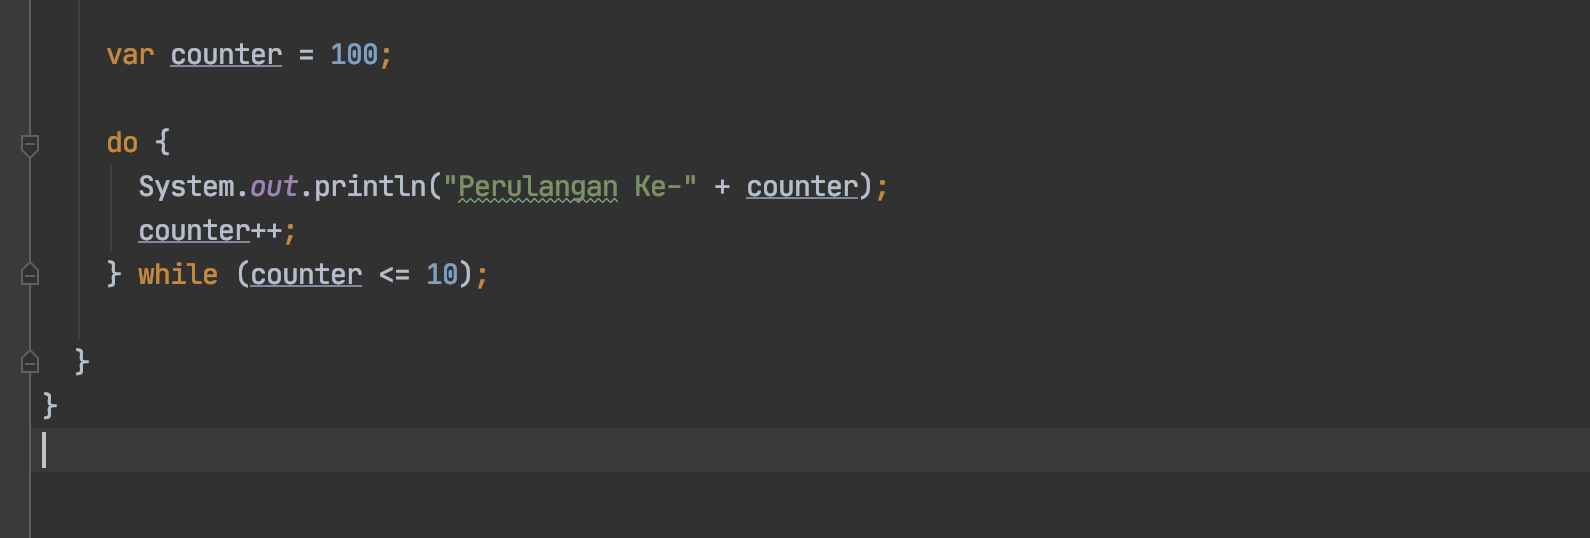 var counter = 100;
do {
System.out.println("Perulangan Ke-" + counter);
counter++;
} while (counter <= 10);
}
}